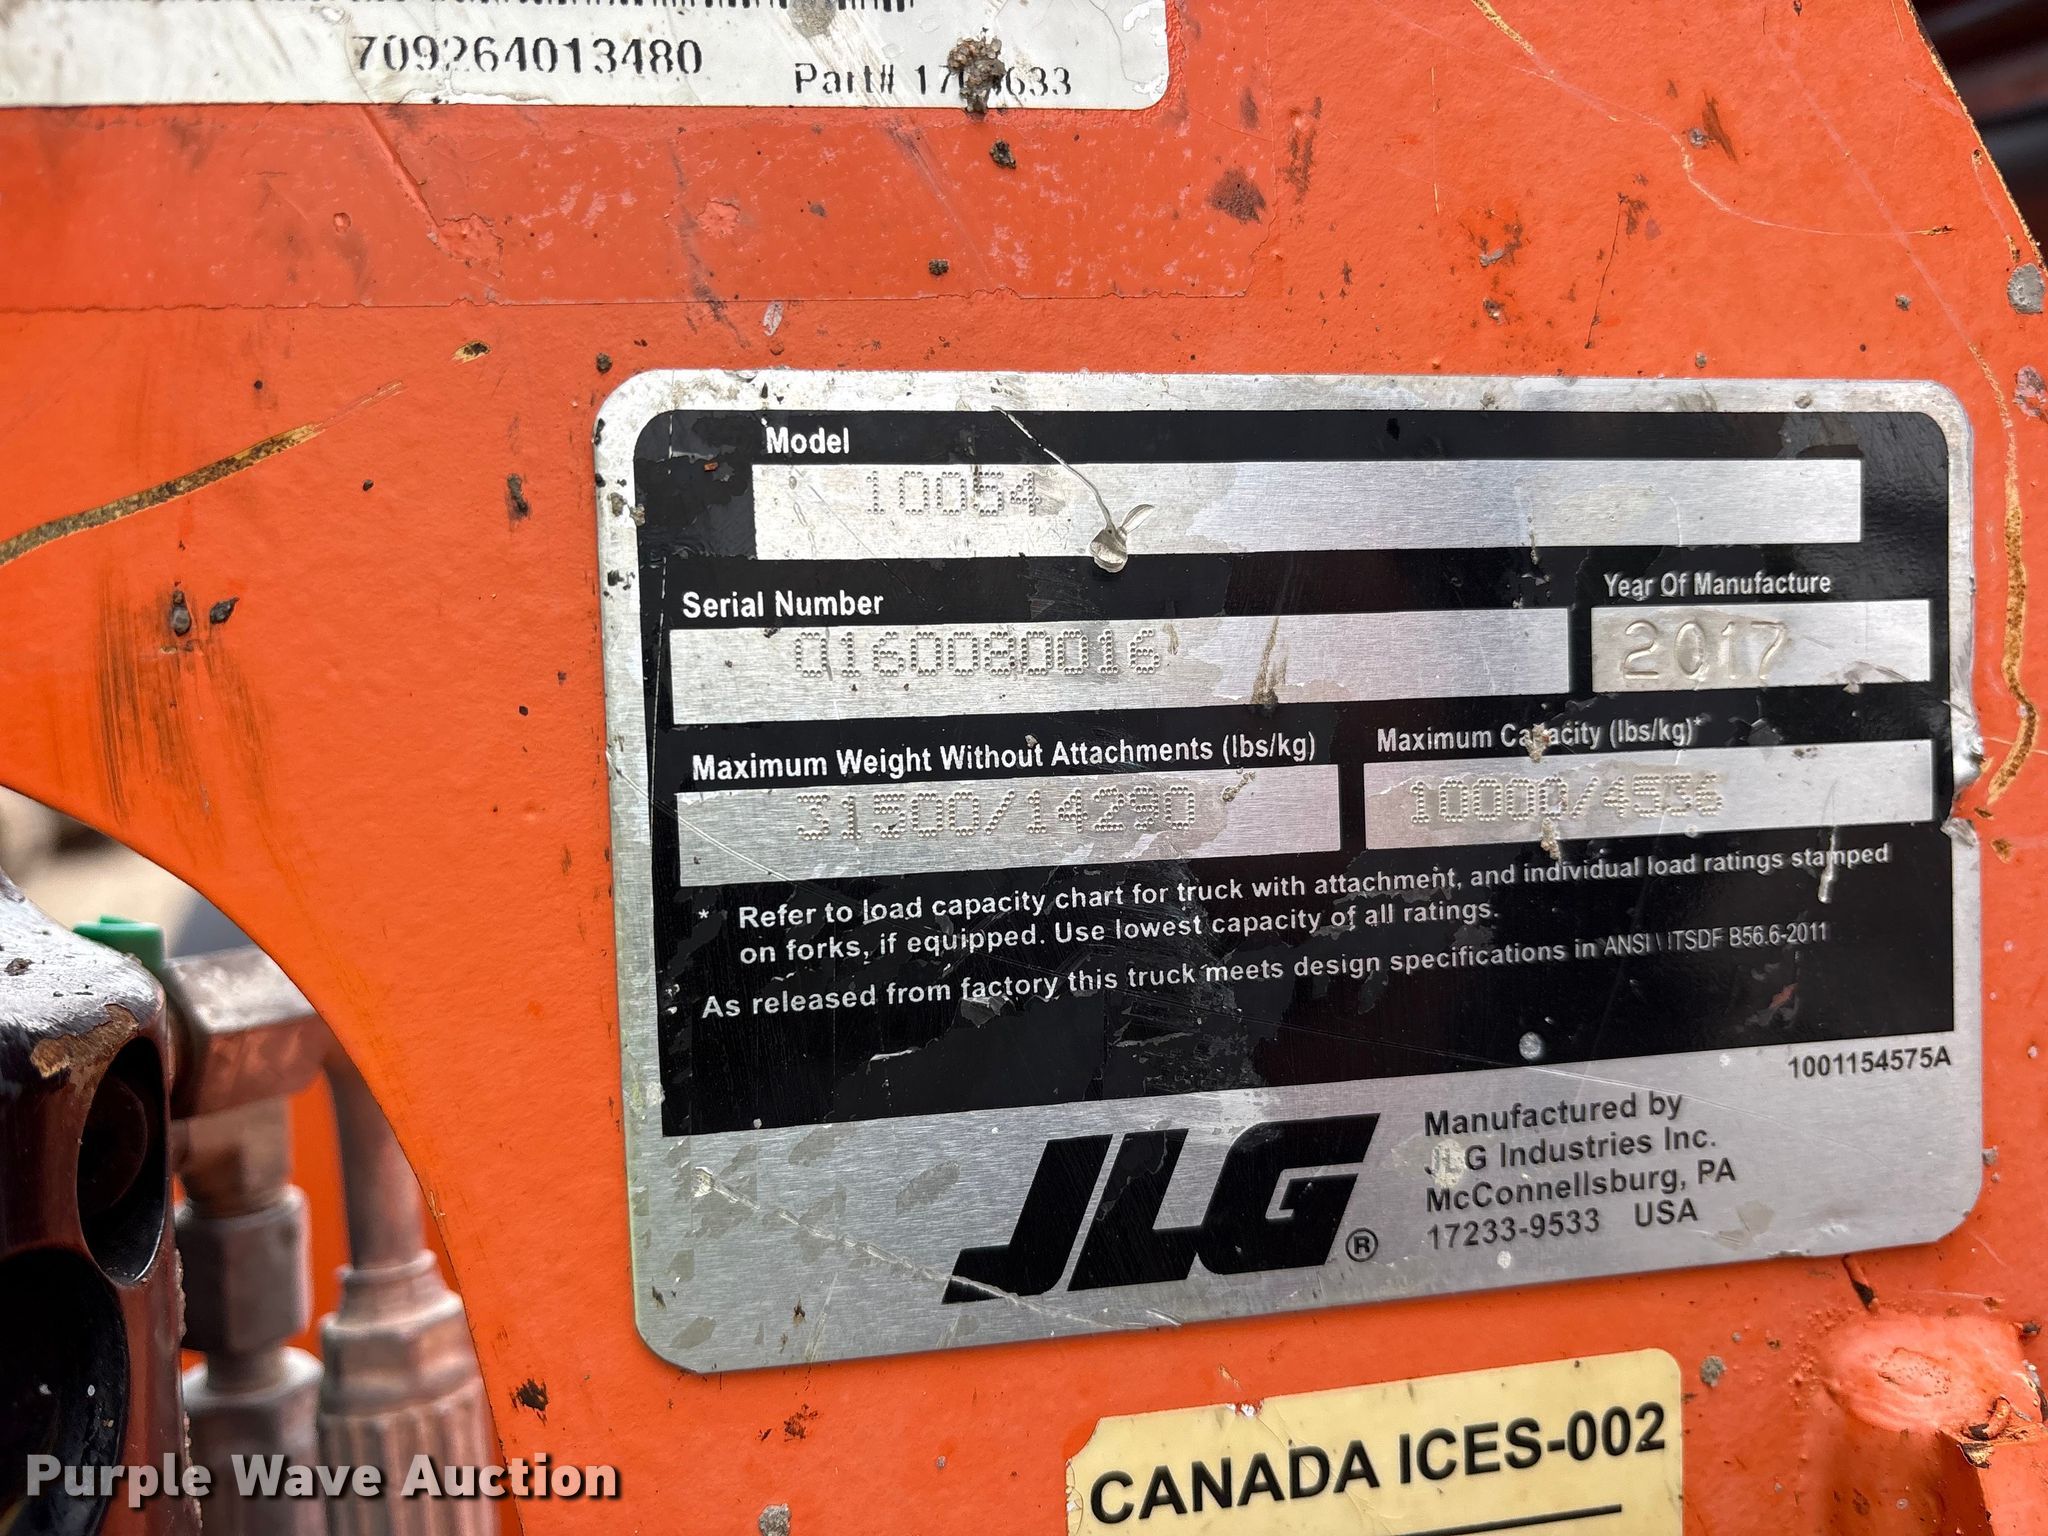 709264013480
Part#
Model
10054
Serial Number
Year Of Manufacture
0160080016
2017
Maximum Weight Without Attachments (lbs/kg)
Maximum Capacity (lbs/kg)*
31500/14290
10000/4536
* Refer to load capacity chart for truck with attachment, and individual load ratings stamped
on forks, if equipped. Use lowest capacity of all ratings.
As released from factory this truck meets design specifications in ANSI \ ITSDF B56.6-2011
1001154575A
JLG®
Manufactured by
JLG Industries Inc.
McConnellsburg, PA
17233-9533 USA
CANADA ICES-002
Purple Wave Auction